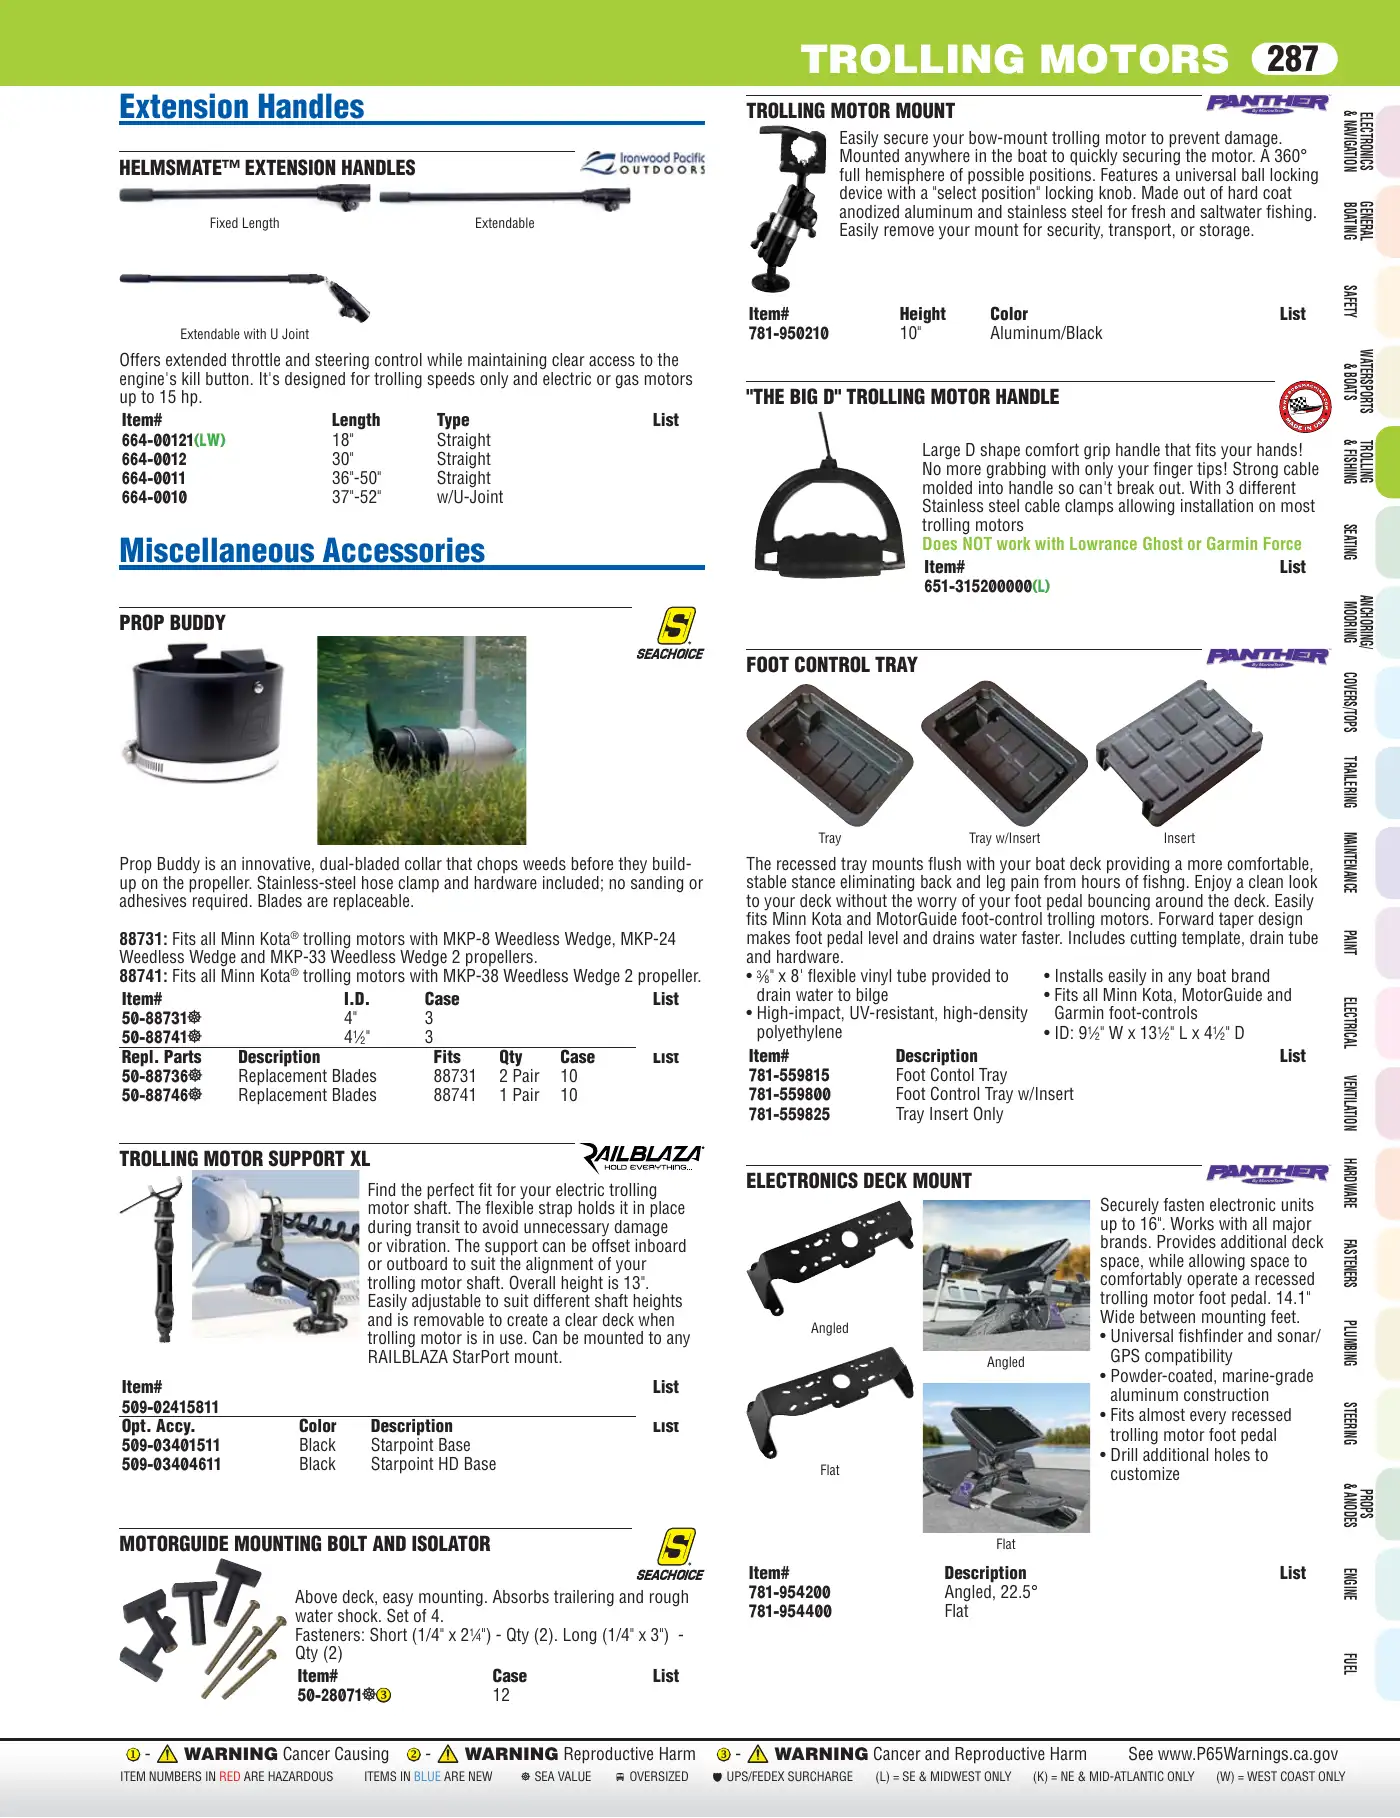 TROLLING MOTORS 287
Extension Handles
HELMSMATE™ EXTENSION HANDLES
Ironwood Pacific
OUTDOORS
Fixed Length
Extendable
Extendable with U Joint
Offers extended throttle and steering control while maintaining clear access to the
engine's kill button. It's designed for trolling speeds only and electric or gas motors
up to 15 hp.
Item# Length Type List
664-00121(LW) 18" Straight
664-0012 30" Straight
664-0011 36"-50" Straight
664-0010 37"-52" w/U-Joint
Miscellaneous Accessories
PROP BUDDY
S
SEACHOICE
Prop Buddy is an innovative, dual-bladed collar that chops weeds before they build-
up on the propeller. Stainless-steel hose clamp and hardware included; no sanding or
adhesives required. Blades are replaceable.
88731: Fits all Minn Kota® trolling motors with MKP-8 Weedless Wedge, MKP-24
Weedless Wedge and MKP-33 Weedless Wedge 2 propellers.
88741: Fits all Minn Kota® trolling motors with MKP-38 Weedless Wedge 2 propeller.
Item# I.D. Case List
50-88731☸ 4" 3
50-88741☸ 4½" 3
Repl. Parts Description Fits Qty Case List
50-88736☸ Replacement Blades 88731 2 Pair 10
50-88746☸ Replacement Blades 88741 1 Pair 10
TROLLING MOTOR SUPPORT XL
RAILBLAZA
HOLD EVERYTHING...
Find the perfect fit for your electric trolling
motor shaft. The flexible strap holds it in place
during transit to avoid unnecessary damage
or vibration. The support can be offset inboard
or outboard to suit the alignment of your
trolling motor shaft. Overall height is 13".
Easily adjustable to suit different shaft heights
and is removable to create a clear deck when
trolling motor is in use. Can be mounted to any
RAILBLAZA StarPort mount.
Item# List
509-02415811
Opt. Accy. Color Description List
509-03401511 Black Starpoint Base
509-03404611 Black Starpoint HD Base
MOTORGUIDE MOUNTING BOLT AND ISOLATOR
S
SEACHOICE
Above deck, easy mounting. Absorbs trailering and rough
water shock. Set of 4.
Fasteners: Short (1/4" x 2¼") - Qty (2). Long (1/4" x 3") -
Qty (2)
Item# Case List
50-28071☸3 12
TROLLING MOTOR MOUNT
PANTHER
By Marinetech
Easily secure your bow-mount trolling motor to prevent damage.
Mounted anywhere in the boat to quickly securing the motor. A 360°
full hemisphere of possible positions. Features a universal ball locking
device with a "select position" locking knob. Made out of hard coat
anodized aluminum and stainless steel for fresh and saltwater fishing.
Easily remove your mount for security, transport, or storage.
Item# Height Color List
781-950210 10" Aluminum/Black
"THE BIG D" TROLLING MOTOR HANDLE
MADE IN USA
Large D shape comfort grip handle that fits your hands!
No more grabbing with only your finger tips! Strong cable
molded into handle so can't break out. With 3 different
Stainless steel cable clamps allowing installation on most
trolling motors
Does NOT work with Lowrance Ghost or Garmin Force
Item# List
651-315200000(L)
FOOT CONTROL TRAY
PANTHER
By Marinetech
Tray
Tray w/Insert
Insert
The recessed tray mounts flush with your boat deck providing a more comfortable,
stable stance eliminating back and leg pain from hours of fishng. Enjoy a clean look
to your deck without the worry of your foot pedal bouncing around the deck. Easily
fits Minn Kota and MotorGuide foot-control trolling motors. Forward taper design
makes foot pedal level and drains water faster. Includes cutting template, drain tube
and hardware.
• ⅜" x 8' flexible vinyl tube provided to
drain water to bilge
• High-impact, UV-resistant, high-density
polyethylene
• Installs easily in any boat brand
• Fits all Minn Kota, MotorGuide and
Garmin foot-controls
• ID: 9½" W x 13½" L x 4½" D
Item# Description List
781-559815 Foot Contol Tray
781-559800 Foot Control Tray w/Insert
781-559825 Tray Insert Only
ELECTRONICS DECK MOUNT
PANTHER
By Marinetech
Angled
Angled
Flat
Flat
Securely fasten electronic units
up to 16". Works with all major
brands. Provides additional deck
space, while allowing space to
comfortably operate a recessed
trolling motor foot pedal. 14.1"
Wide between mounting feet.
• Universal fishfinder and sonar/
GPS compatibility
• Powder-coated, marine-grade
aluminum construction
• Fits almost every recessed
trolling motor foot pedal
• Drill additional holes to
customize
Item# Description List
781-954200 Angled, 22.5°
781-954400 Flat
ELECTRONICS
& NAVIGATION
GENERAL
BOATING
SAFETY
WATERSPORTS
& BOATS
TROLLING
& FISHING
SEATING
ANCHORING/
MOORING
COVERS/TOPS
TRAILERING
MAINTENANCE
PAINT
ELECTRICAL
VENTILATION
HARDWARE
FASTENERS
PLUMBING
STEERING
PROPS
& ANODES
ENGINE
FUEL
1 - ⚠ WARNING Cancer Causing 2 - ⚠ WARNING Reproductive Harm 3 - ⚠ WARNING Cancer and Reproductive Harm See www.P65Warnings.ca.gov
ITEM NUMBERS IN RED ARE HAZARDOUS ITEMS IN BLUE ARE NEW ☸ SEA VALUE OVERSIZED UPS/FEDEX SURCHARGE (L) = SE & MIDWEST ONLY (K) = NE & MID-ATLANTIC ONLY (W) = WEST COAST ONLY